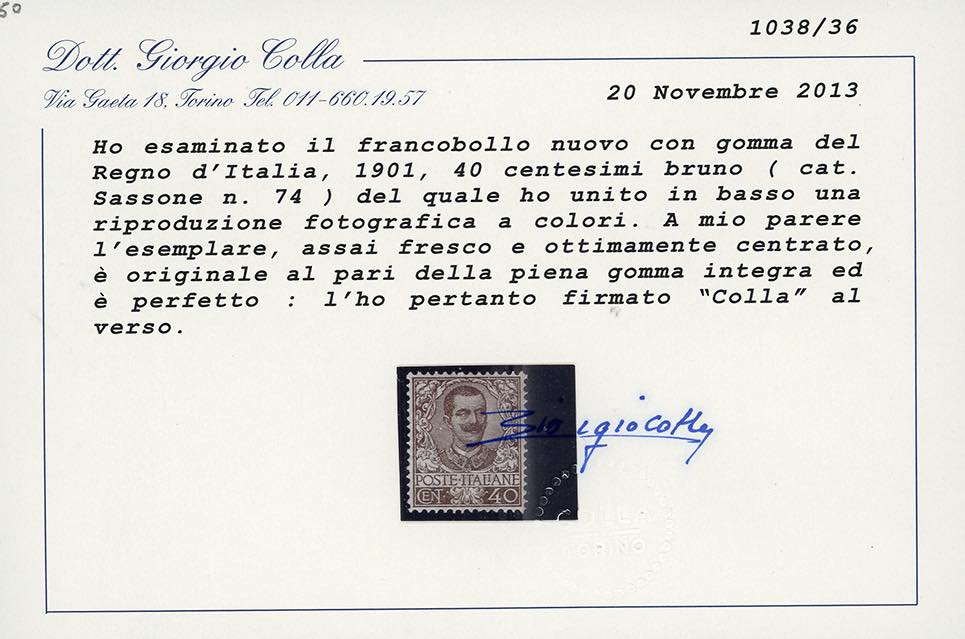 50
1038/36
Dott. Giorgio Colla
Via Gaeta 18, Torino Tel. 011-660.19.57
20 Novembre 2013
Ho esaminato il francobollo nuovo con gomma del
Regno d'Italia, 1901, 40 centesimi bruno ( cat.
Sassone n. 74 ) del quale ho unito in basso una
riproduzione fotografica a colori. A mio parere
l'esemplare, assai fresco e ottimamente centrato,
è originale al pari della piena gomma integra ed
è perfetto : l'ho pertanto firmato “Colla” al
verso.
Giorgio Colla
POSTE·ITALIANE
CEN· 40
COLLA
TORINO